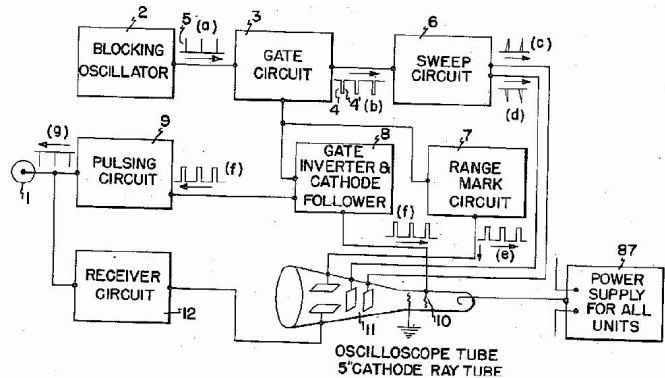 2
BLOCKING
OSCILLATOR
5
(a)
3
GATE
CIRCUIT
4 4' (b)
6
SWEEP
CIRCUIT
(c)
(d)
(g)
9
PULSING
CIRCUIT
(f)
1
8
GATE
INVERTER &
CATHODE
FOLLOWER
7
RANGE
MARK
CIRCUIT
(f)
(e)
RECEIVER
CIRCUIT
12
11
10
87
POWER
SUPPLY
FOR ALL
UNITS
OSCILLOSCOPE TUBE
5" CATHODE RAY TUBE